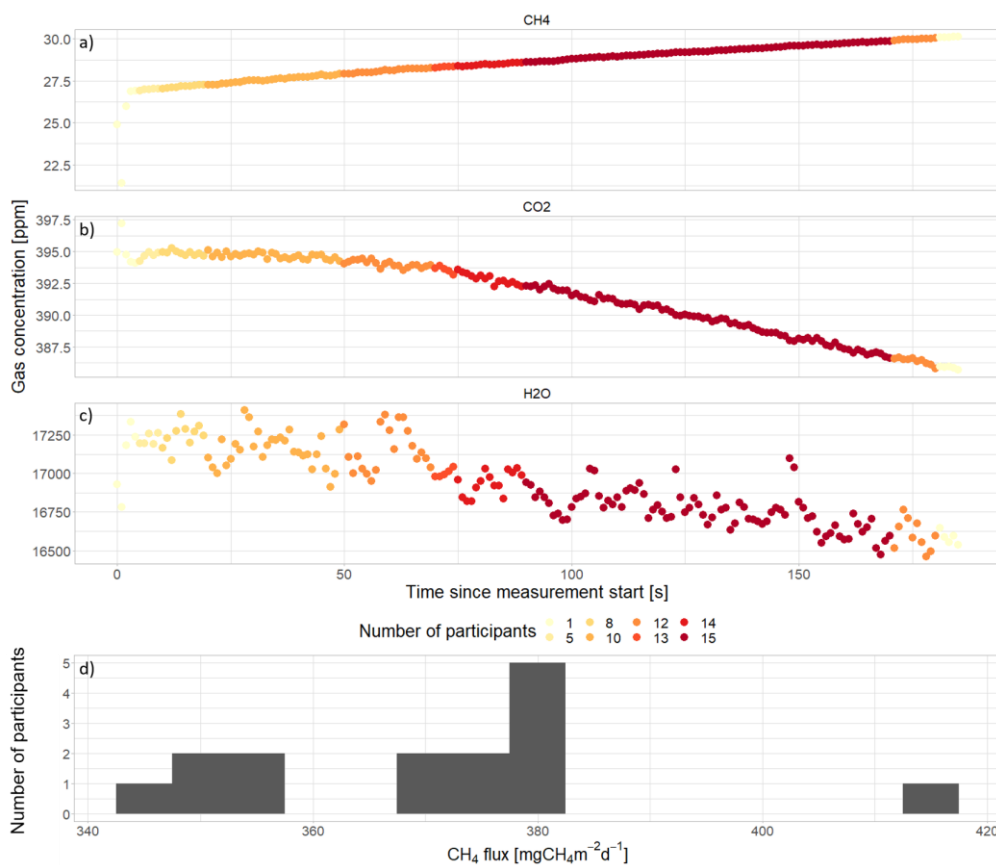 CH4
a)
30.0
27.5
25.0
22.5
CO2
b)
397.5
395.0
392.5
390.0
387.5
Gas concentration [ppm]
H2O
c)
17250
17000
16750
16500
0 50 100 150
Time since measurement start [s]
Number of participants
1 8 12 14
5 10 13 15
d)
Number of participants
5
4
3
2
1
0
340 360 380 400 420
CH4 flux [mgCH4m⁻²d⁻¹]